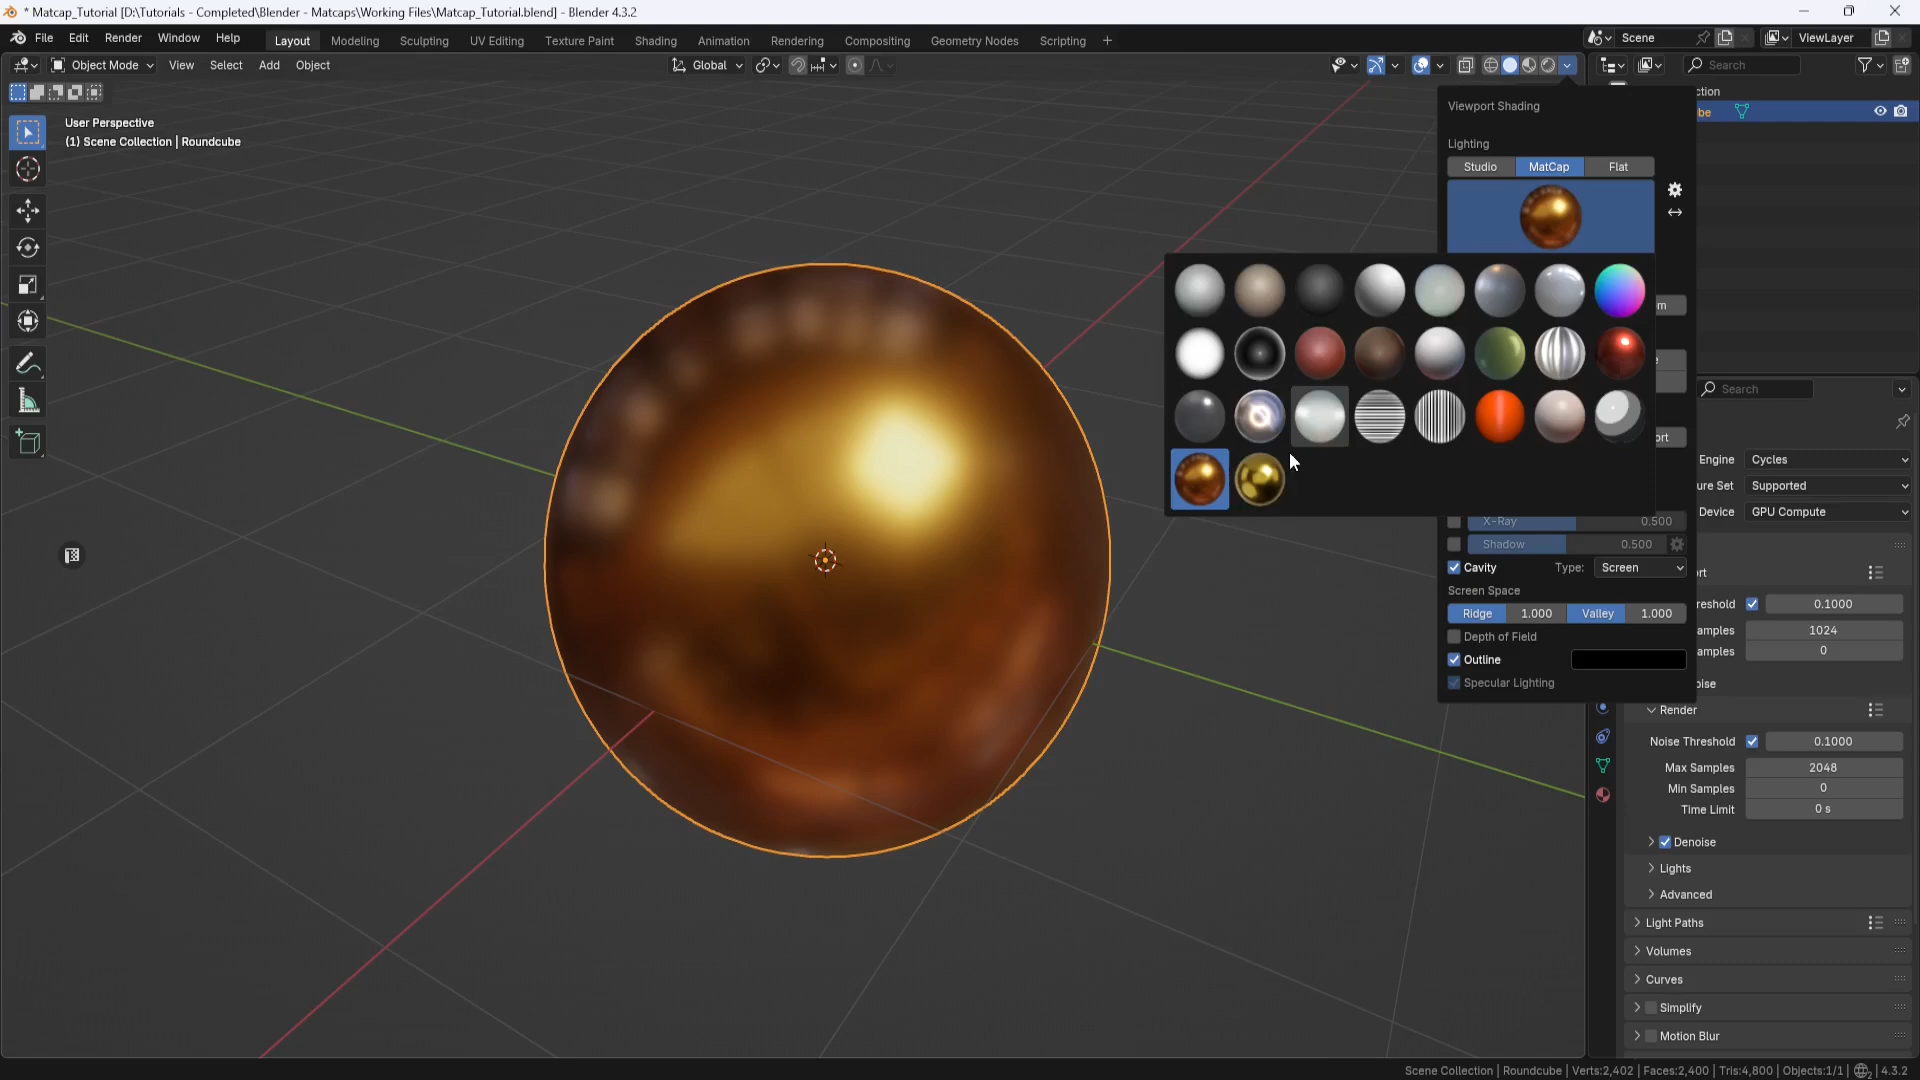 * Matcap_Tutorial [D:\Tutorials - Completed\Blender - Matcaps\Working Files\Matcap_Tutorial.blend] - Blender 4.3.2
File Edit Render Window Help Layout Modeling Sculpting UV Editing Texture Paint Shading Animation Rendering Compositing Geometry Nodes Scripting + Scene ViewLayer
Object Mode View Select Add Object Global Search
User Perspective
(1) Scene Collection | Roundcube
Viewport Shading
Lighting
Studio MatCap Flat
X-Ray 0.500
Shadow 0.500
Cavity Type: Screen
Screen Space
Ridge 1.000 Valley 1.000
Depth of Field
Outline
Specular Lighting
ction
be
Search
Engine Cycles
ure Set Supported
Device GPU Compute
ort
rt
reshold 0.1000
amples 1024
amples 0
oise
Render
Noise Threshold 0.1000
Max Samples 2048
Min Samples 0
Time Limit 0 s
Denoise
Lights
Advanced
Light Paths
Volumes
Curves
Simplify
Motion Blur
Scene Collection | Roundcube | Verts:2,402 | Faces:2,400 | Tris:4,800 | Objects:1/1 | 4.3.2